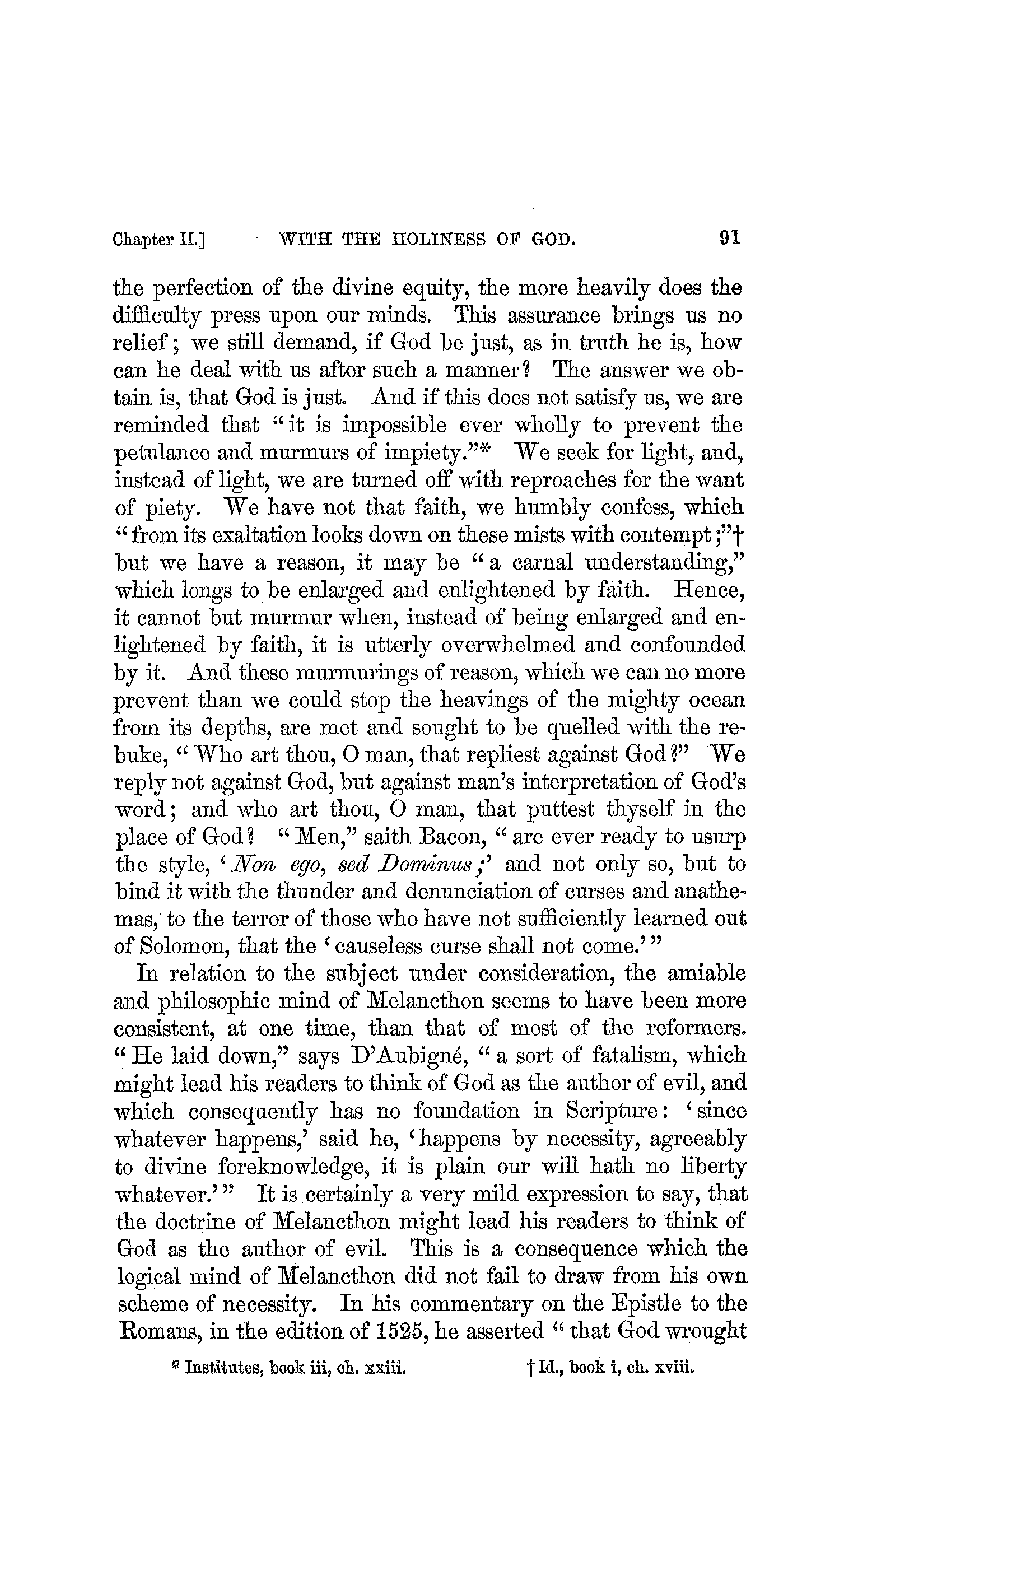 Chapter II.] WITH THE HOLINESS OF GOD. 91
the perfection of the divine equity, the more heavily does the
difficulty press upon our minds. This assurance brings us no
relief; we still demand, if God be just, as in truth he is, how
can he deal with us after such a manner? The answer we ob-
tain is, that God is just. And if this does not satisfy us, we are
reminded that “it is impossible ever wholly to prevent the
petulance and murmurs of impiety.”* We seek for light, and,
instead of light, we are turned off with reproaches for the want
of piety. We have not that faith, we humbly confess, which
“from its exaltation looks down on these mists with contempt;”†
but we have a reason, it may be “a carnal understanding,”
which longs to be enlarged and enlightened by faith. Hence,
it cannot but murmur when, instead of being enlarged and en-
lightened by faith, it is utterly overwhelmed and confounded
by it. And these murmurings of reason, which we can no more
prevent than we could stop the heavings of the mighty ocean
from its depths, are met and sought to be quelled with the re-
buke, “Who art thou, O man, that repliest against God?” We
reply not against God, but against man’s interpretation of God’s
word; and who art thou, O man, that puttest thyself in the
place of God? “Men,” saith Bacon, “are ever ready to usurp
the style, ‘Non ego, sed Dominus;’ and not only so, but to
bind it with the thunder and denunciation of curses and anathe-
mas, to the terror of those who have not sufficiently learned out
of Solomon, that the ‘causeless curse shall not come.’”
In relation to the subject under consideration, the amiable
and philosophic mind of Melancthon seems to have been more
consistent, at one time, than that of most of the reformers.
“He laid down,” says D’Aubigné, “a sort of fatalism, which
might lead his readers to think of God as the author of evil, and
which consequently has no foundation in Scripture: ‘since
whatever happens,’ said he, ‘happens by necessity, agreeably
to divine foreknowledge, it is plain our will hath no liberty
whatever.’” It is certainly a very mild expression to say, that
the doctrine of Melancthon might lead his readers to think of
God as the author of evil. This is a consequence which the
logical mind of Melancthon did not fail to draw from his own
scheme of necessity. In his commentary on the Epistle to the
Romans, in the edition of 1525, he asserted “that God wrought
* Institutes, book iii, ch. xxiii. † Id., book i, ch. xviii.